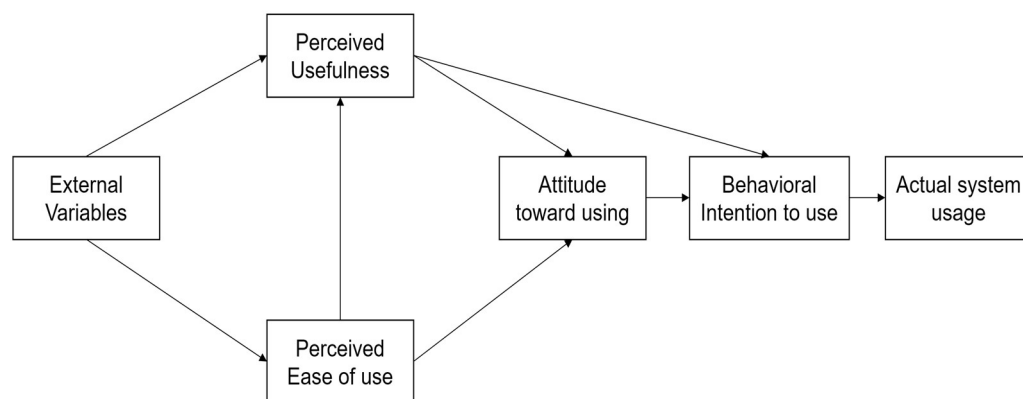 Perceived
Usefulness
External
Variables
Attitude
toward using
Behavioral
Intention to use
Actual system
usage
Perceived
Ease of use